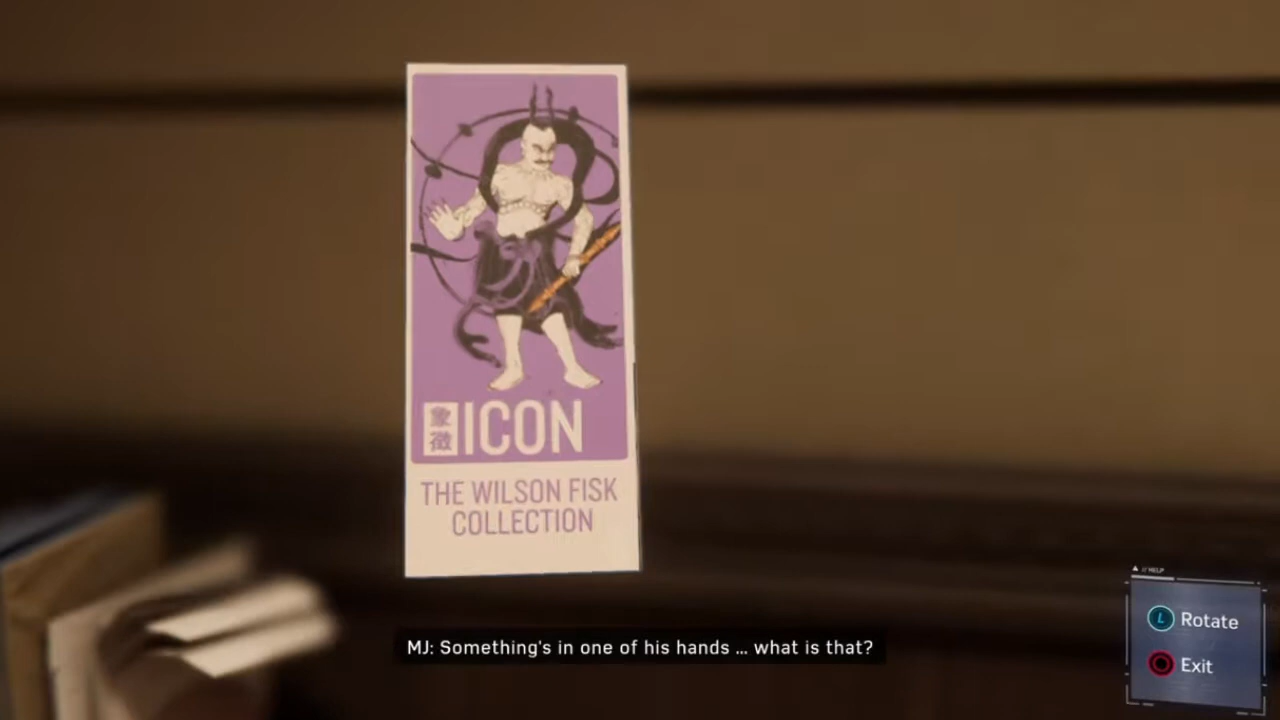 象
徵
ICON
THE WILSON FISK
COLLECTION
MJ: Something's in one of his hands ... what is that?
// HELP
L
Rotate
Exit